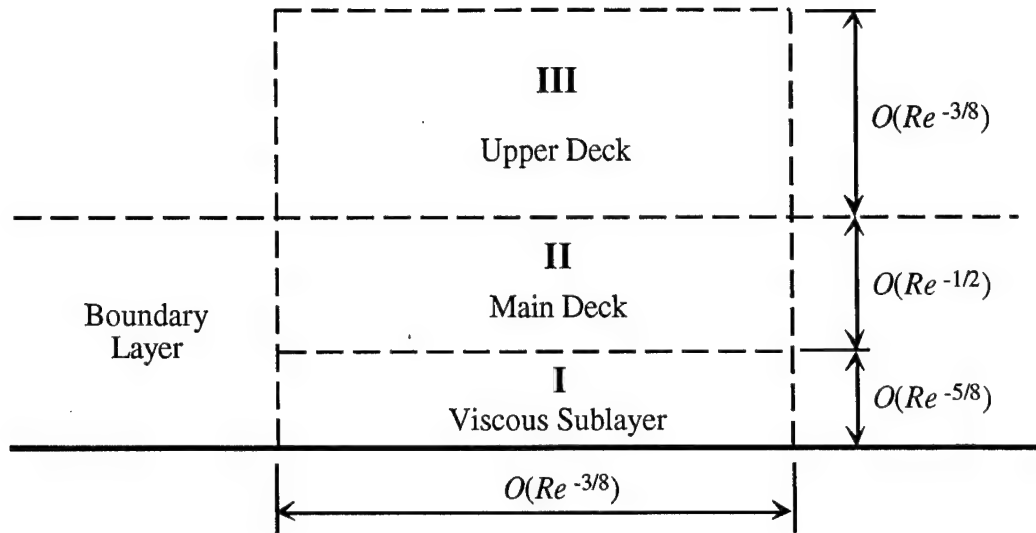 III
Upper Deck
O(Re -3/8)
II
Main Deck
O(Re -1/2)
Boundary
Layer
I
Viscous Sublayer
O(Re -5/8)
O(Re -3/8)